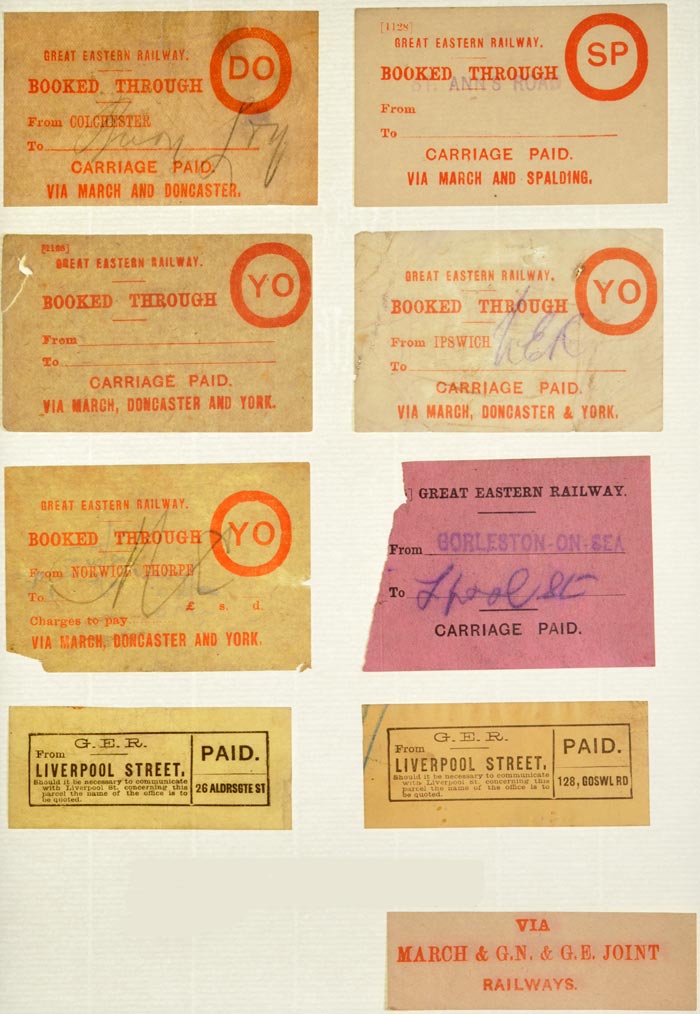 GREAT EASTERN RAILWAY.
DO
BOOKED THROUGH
From COLCHESTER
To
CARRIAGE PAID.
VIA MARCH AND DONCASTER.
[1128]
GREAT EASTERN RAILWAY.
SP
BOOKED THROUGH
ST. ANN'S ROAD
From
To
CARRIAGE PAID.
VIA MARCH AND SPALDING.
GREAT EASTERN RAILWAY.
YO
BOOKED THROUGH
From
To
CARRIAGE PAID.
VIA MARCH, DONCASTER AND YORK.
GREAT EASTERN RAILWAY.
YO
BOOKED THROUGH
From IPSWICH
To
CARRIAGE PAID.
VIA MARCH, DONCASTER & YORK.
GREAT EASTERN RAILWAY.
YO
BOOKED THROUGH
From NORWICH THORPE
To
£ s. d.
Charges to pay
VIA MARCH, DONCASTER AND YORK.
] GREAT EASTERN RAILWAY.
From GORLESTON-ON-SEA
To L'pool St
CARRIAGE PAID.
G.E.R.
From
LIVERPOOL STREET,
Should it be necessary to communicate
with Liverpool St. concerning this
parcel the name of the office is to
be quoted.
PAID.
26 ALDRSGTE ST
G.E.R.
From
LIVERPOOL STREET,
Should it be necessary to communicate
with Liverpool St. concerning this
parcel the name of the office is to
be quoted.
PAID.
128, GOSWL RD
VIA
MARCH & G.N. & G.E. JOINT
RAILWAYS.